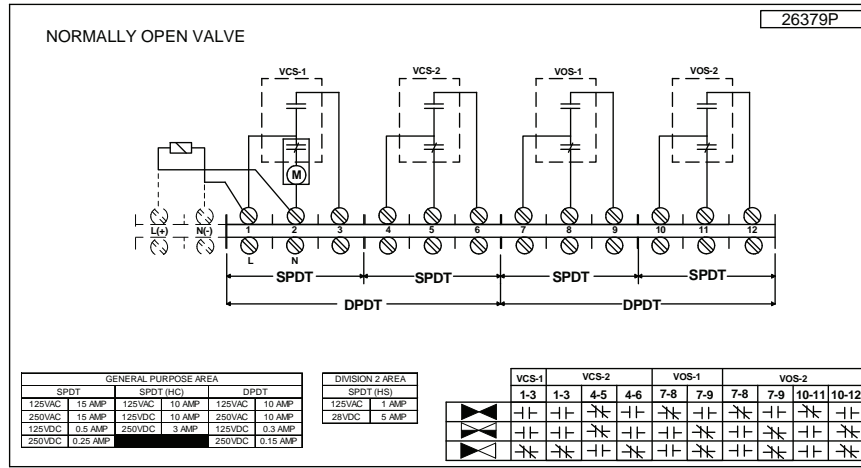 26379P
NORMALLY OPEN VALVE
VCS-1 VCS-2 VOS-1 VOS-2
M
L(+) N(-) 1 2 3 4 5 6 7 8 9 10 11 12
L N
SPDT SPDT SPDT SPDT
DPDT DPDT
GENERAL PURPOSE AREA
SPDT SPDT (HC) DPDT
125VAC 15 AMP 125VAC 10 AMP 125VAC 10 AMP
250VAC 15 AMP 125VDC 10 AMP 250VAC 10 AMP
125VDC 0.5 AMP 250VDC 3 AMP 125VDC 0.3 AMP
250VDC 0.25 AMP 250VDC 0.15 AMP
DIVISION 2 AREA
SPDT (HS)
125VAC 1 AMP
28VDC 5 AMP
VCS-1 VCS-2 VOS-1 VOS-2
1-3 1-3 4-5 4-6 7-8 7-9 7-8 7-9 10-11 10-12